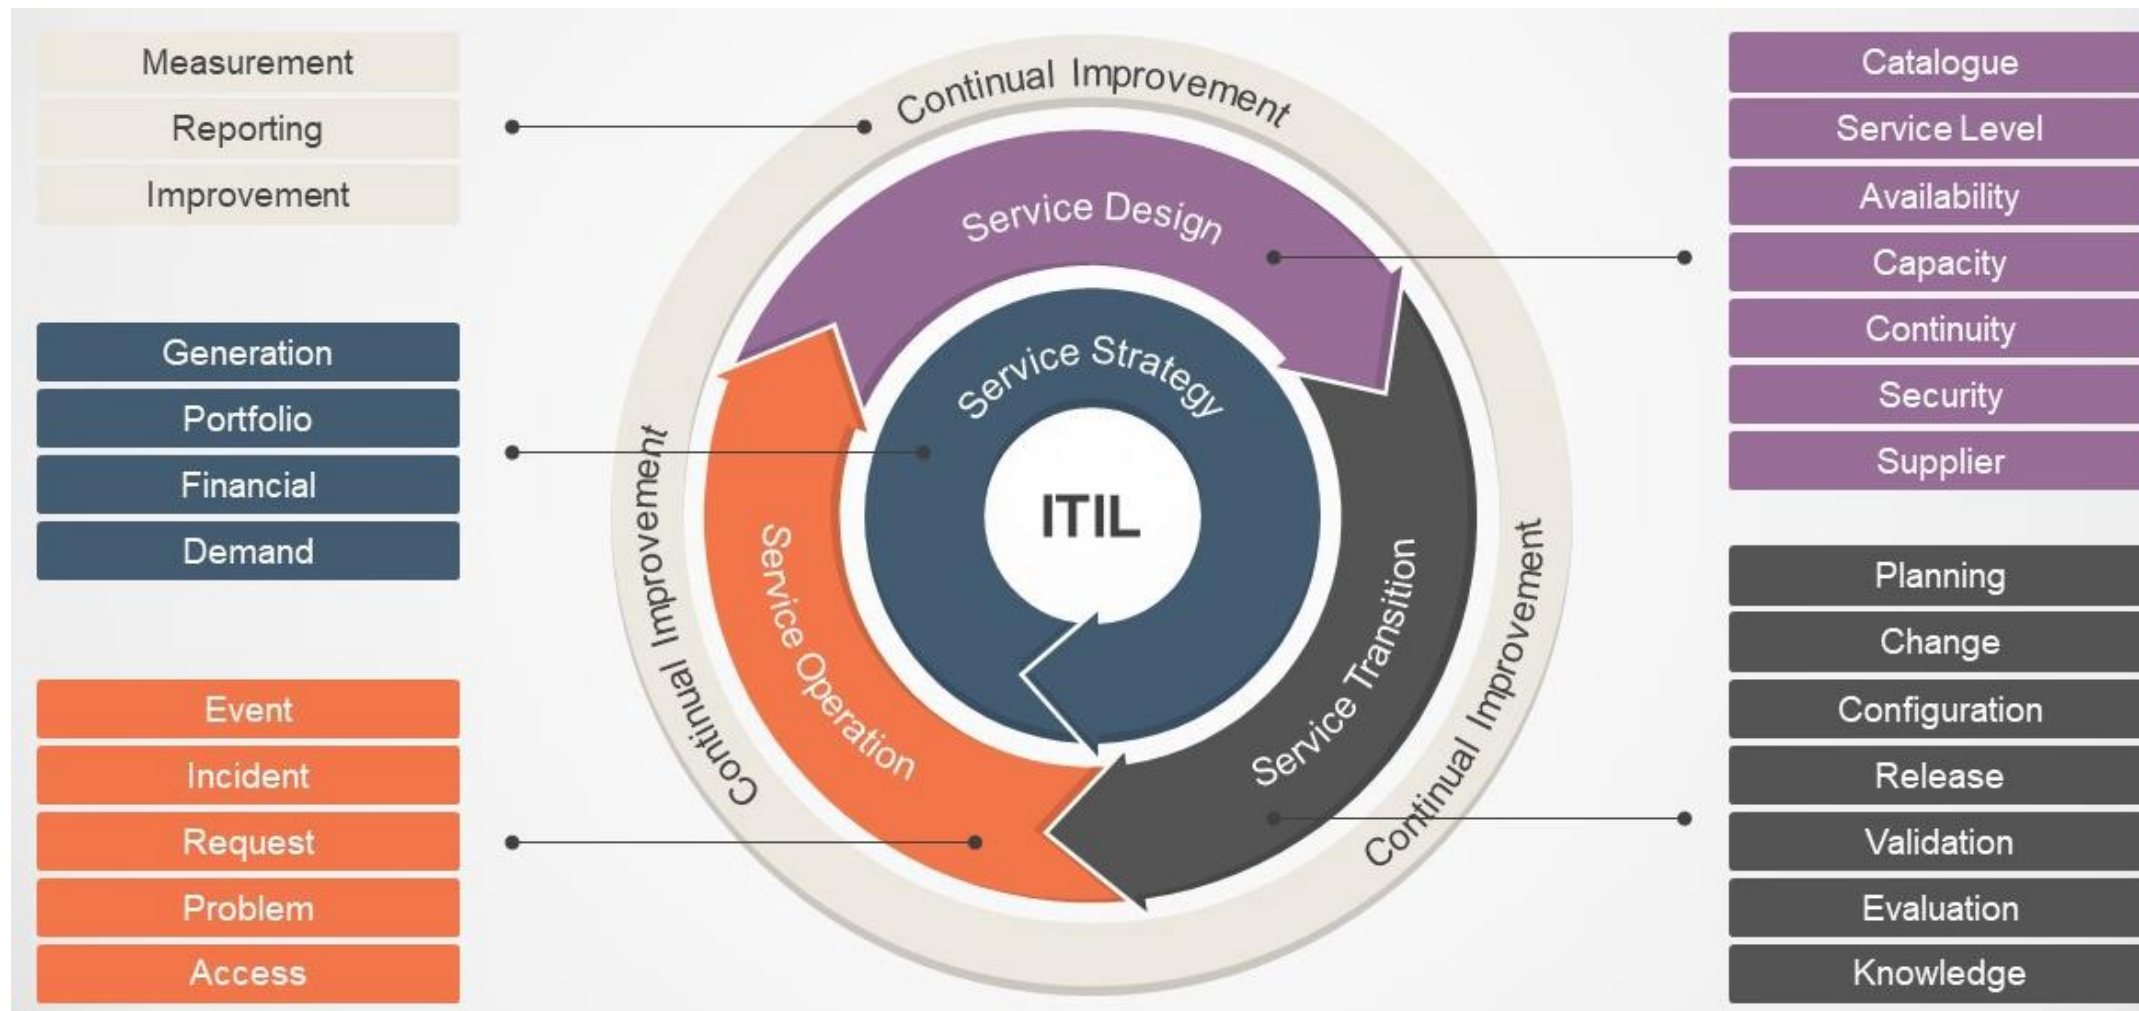 Measurement
Reporting
Improvement
Generation
Portfolio
Financial
Demand
Event
Incident
Request
Problem
Access
Continual Improvement
Service Design
Service Strategy
ITIL
Service Operation
Service Transition
Continual Improvement
Continual Improvement
Catalogue
Service Level
Availability
Capacity
Continuity
Security
Supplier
Planning
Change
Configuration
Release
Validation
Evaluation
Knowledge